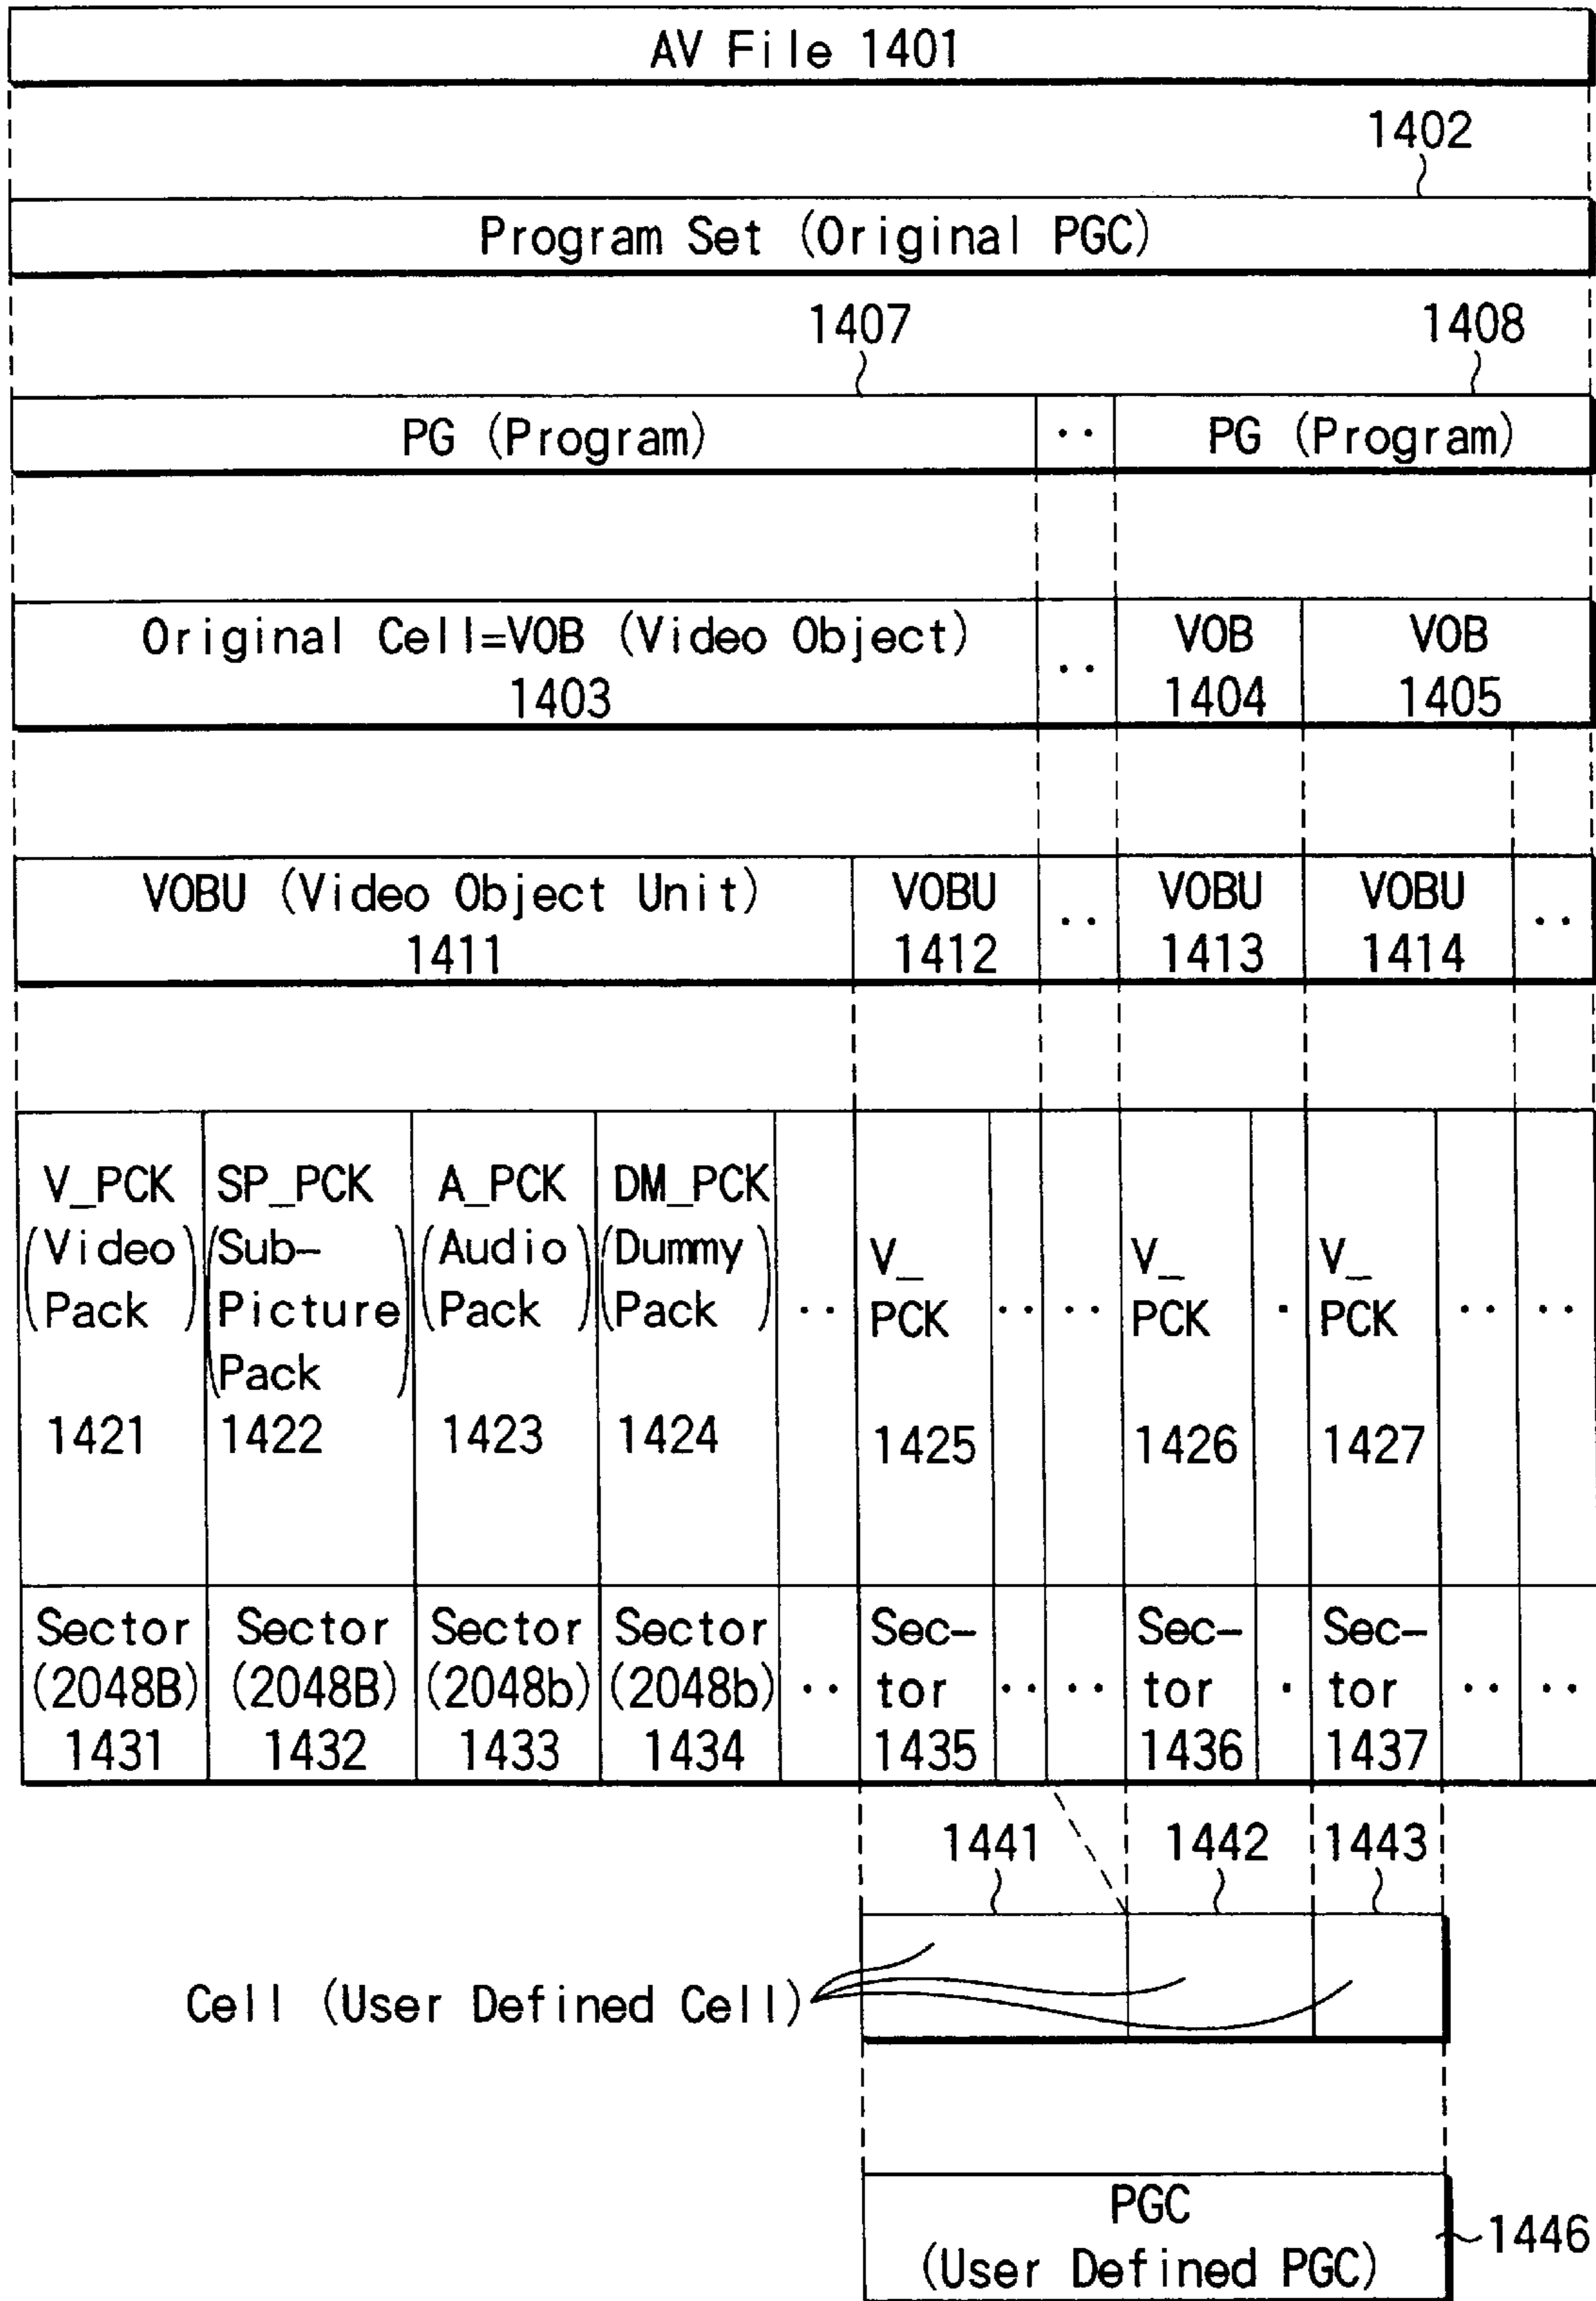 AV File 1401
1402
Program Set (Original PGC)
1407
1408
PG (Program)
..
PG (Program)
Original Cell=VOB (Video Object)
1403
..
VOB
1404
VOB
1405
VOBU (Video Object Unit)
1411
VOBU
1412
..
VOBU
1413
VOBU
1414
..
V_PCK
(Video
Pack)
1421
SP_PCK
(Sub-
Picture
Pack)
1422
A_PCK
(Audio
Pack)
1423
DM_PCK
(Dummy
Pack)
1424
..
V_
PCK
1425
..
..
V_
PCK
1426
.
V_
PCK
1427
..
..
Sector
(2048B)
1431
Sector
(2048B)
1432
Sector
(2048b)
1433
Sector
(2048b)
1434
..
Sec-
tor
1435
..
..
Sec-
tor
1436
.
Sec-
tor
1437
..
..
1441
1442
1443
Cell (User Defined Cell)
PGC
(User Defined PGC)
1446